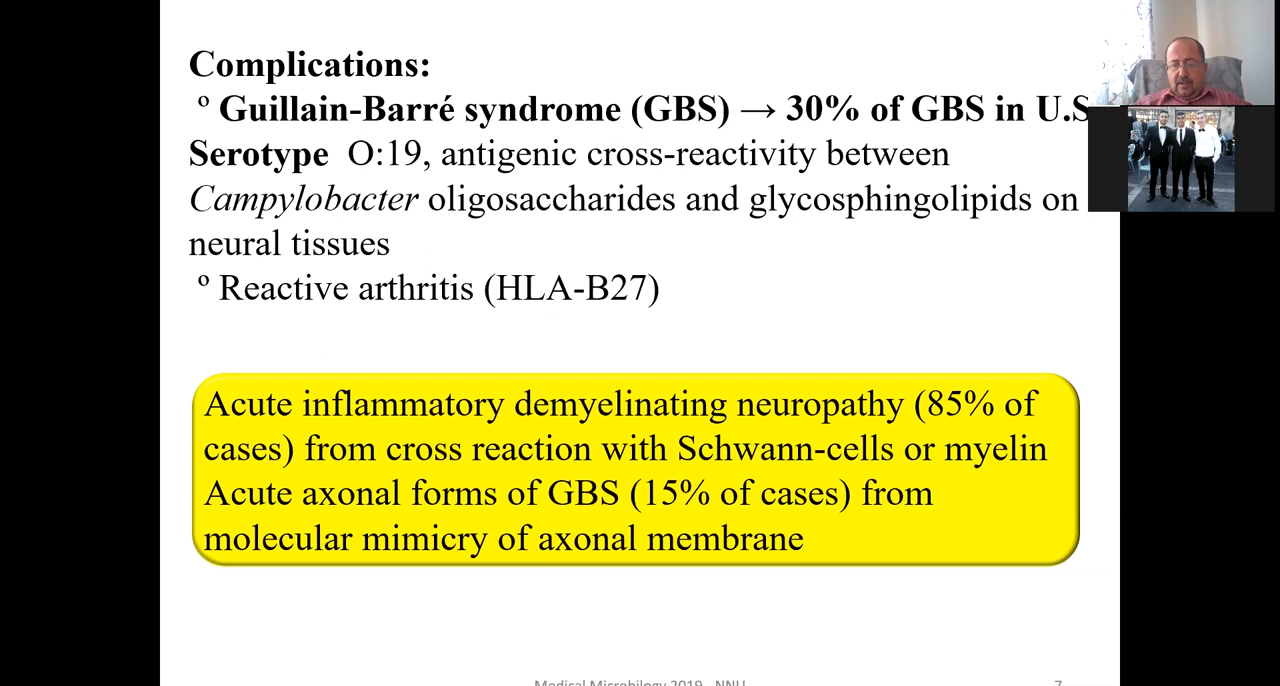 Complications:
º Guillain-Barré syndrome (GBS) → 30% of GBS in U.S
Serotype O:19, antigenic cross-reactivity between
Campylobacter oligosaccharides and glycosphingolipids on
neural tissues
º Reactive arthritis (HLA-B27)
Acute inflammatory demyelinating neuropathy (85% of
cases) from cross reaction with Schwann-cells or myelin
Acute axonal forms of GBS (15% of cases) from
molecular mimicry of axonal membrane
Medical Microbilogy 2019 - NNU
7